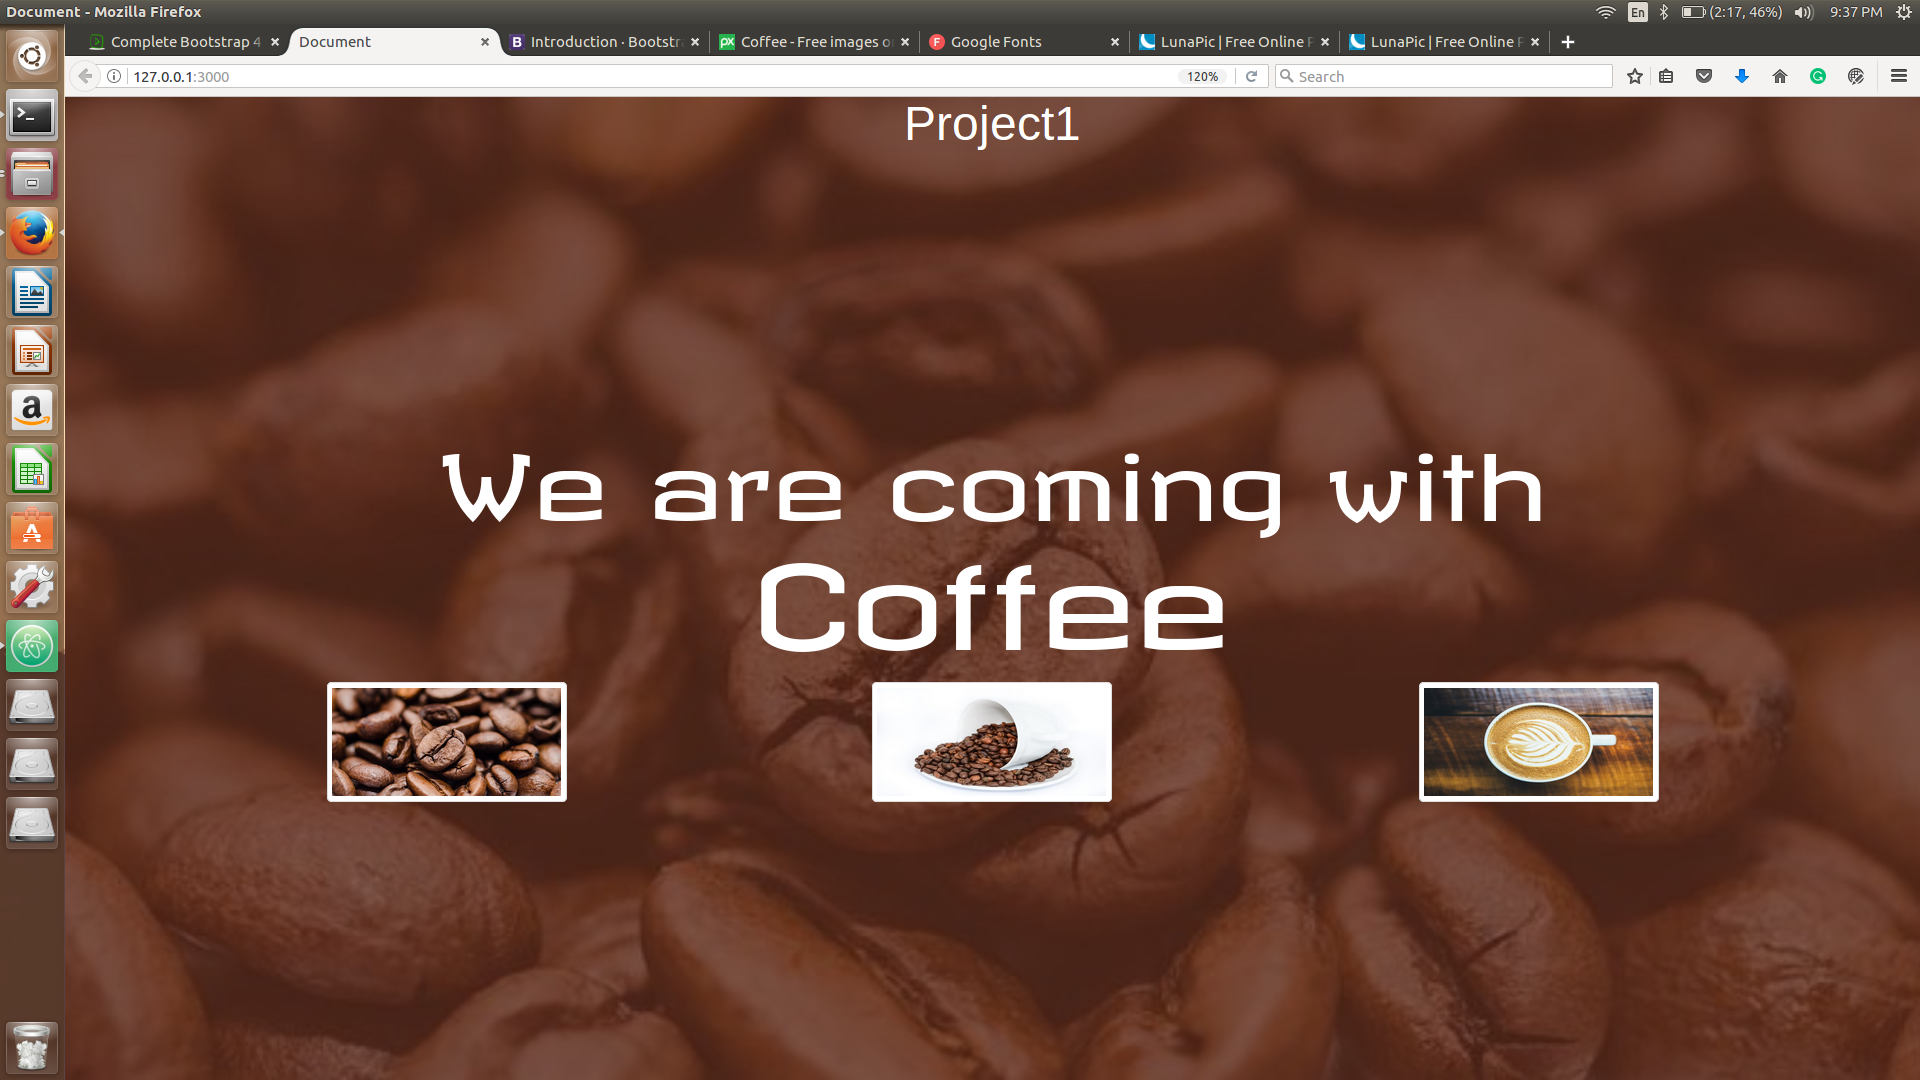 Document - Mozilla Firefox
En
(2:17, 46%)
9:37 PM
Complete Bootstrap 4
Document
B
Introduction · Bootstr
px
Coffee - Free images o
F
Google Fonts
LunaPic | Free Online P
LunaPic | Free Online P
127.0.0.1:3000
120%
Search
Project1
We are coming with
Coffee